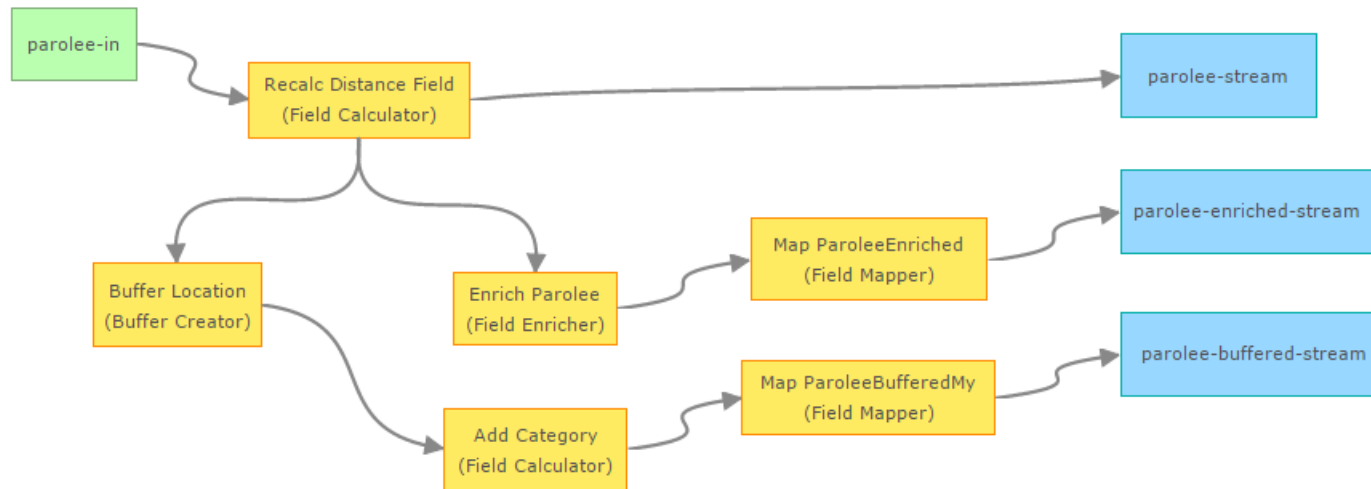 parolee-in
Recalc Distance Field
(Field Calculator)
parolee-stream
parolee-enriched-stream
Map ParoleeEnriched
(Field Mapper)
Buffer Location
(Buffer Creator)
Enrich Parolee
(Field Enricher)
parolee-buffered-stream
Map ParoleeBufferedMy
(Field Mapper)
Add Category
(Field Calculator)